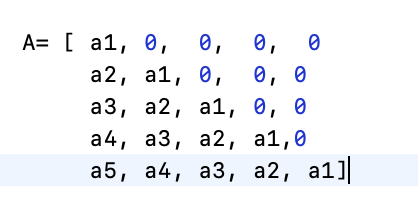 A= [ a1, 0, 0, 0, 0
a2, a1, 0, 0, 0
a3, a2, a1, 0, 0
a4, a3, a2, a1,0
a5, a4, a3, a2, a1]